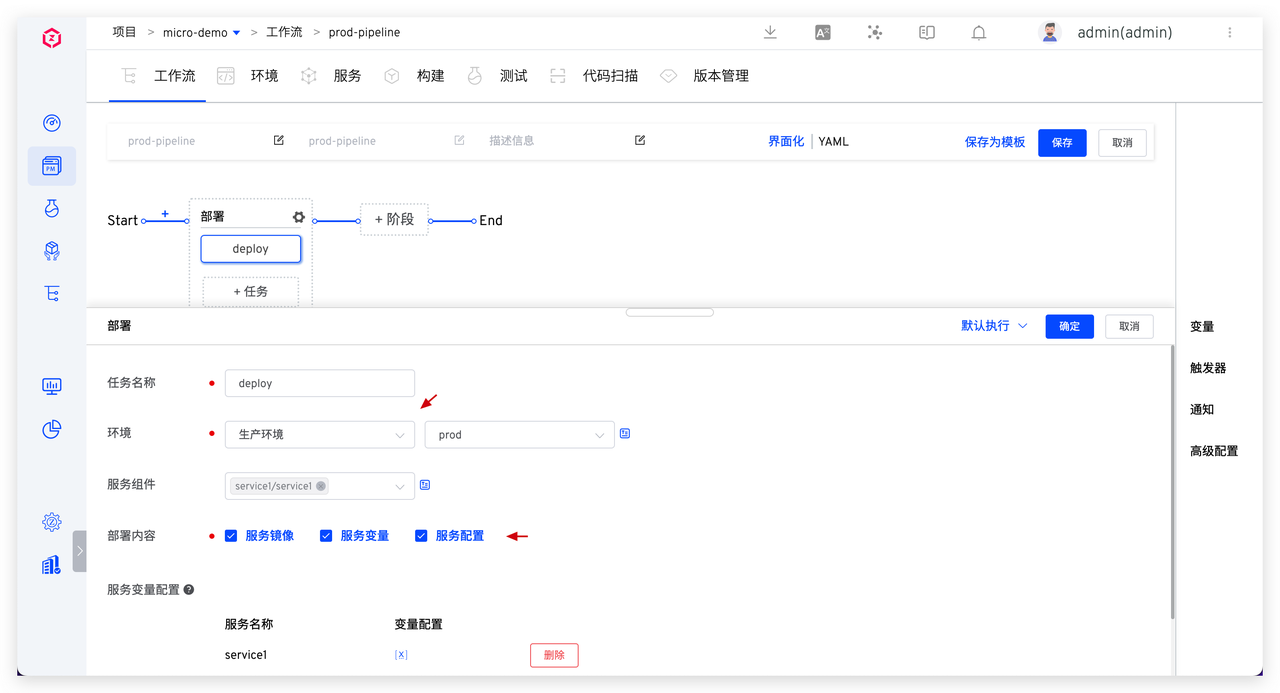 项目 > micro-demo > 工作流 > prod-pipeline
admin(admin)
工作流 环境 服务 构建 测试 代码扫描 版本管理
prod-pipeline prod-pipeline 描述信息 界面化 | YAML 保存为模板 保存 取消
Start + 部署 + 阶段 End
deploy
+ 任务
部署 默认执行 确定 取消
变量
触发器
通知
高级配置
任务名称 deploy
环境 生产环境 prod
服务组件 service1/service1
部署内容 服务镜像 服务变量 服务配置
服务变量配置
服务名称 变量配置
service1 [x] 删除